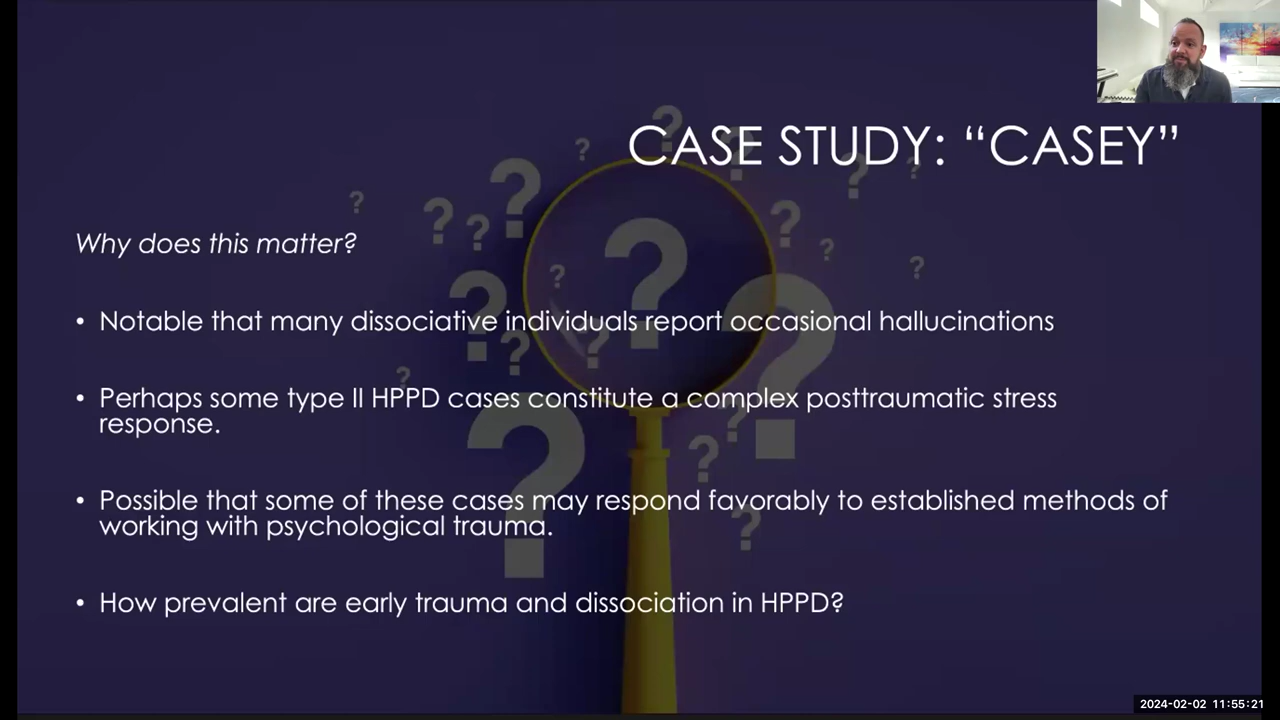 CASE STUDY: “CASEY”
Why does this matter?
• Notable that many dissociative individuals report occasional hallucinations
• Perhaps some type II HPPD cases constitute a complex posttraumatic stress
response.
• Possible that some of these cases may respond favorably to established methods of
working with psychological trauma.
• How prevalent are early trauma and dissociation in HPPD?
2024-02-02 11:55:21